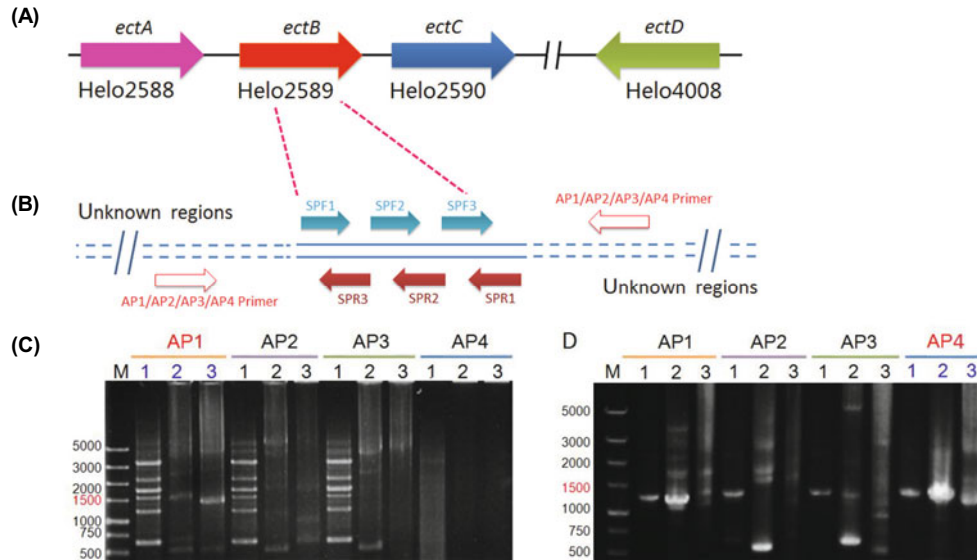 (A)
ectA ectB ectC ectD
Helo2588 Helo2589 Helo2590 Helo4008
(B)
Unknown regions
SPF1 SPF2 SPF3
AP1/AP2/AP3/AP4 Primer
AP1/AP2/AP3/AP4 Primer
SPR3 SPR2 SPR1
Unknown regions
(C)
AP1 AP2 AP3 AP4
M 1 2 3 1 2 3 1 2 3 1 2 3
5000
3000
2000
1500
1000
750
500
D
AP1 AP2 AP3 AP4
M 1 2 3 1 2 3 1 2 3 1 2 3
5000
3000
2000
1500
1000
750
500